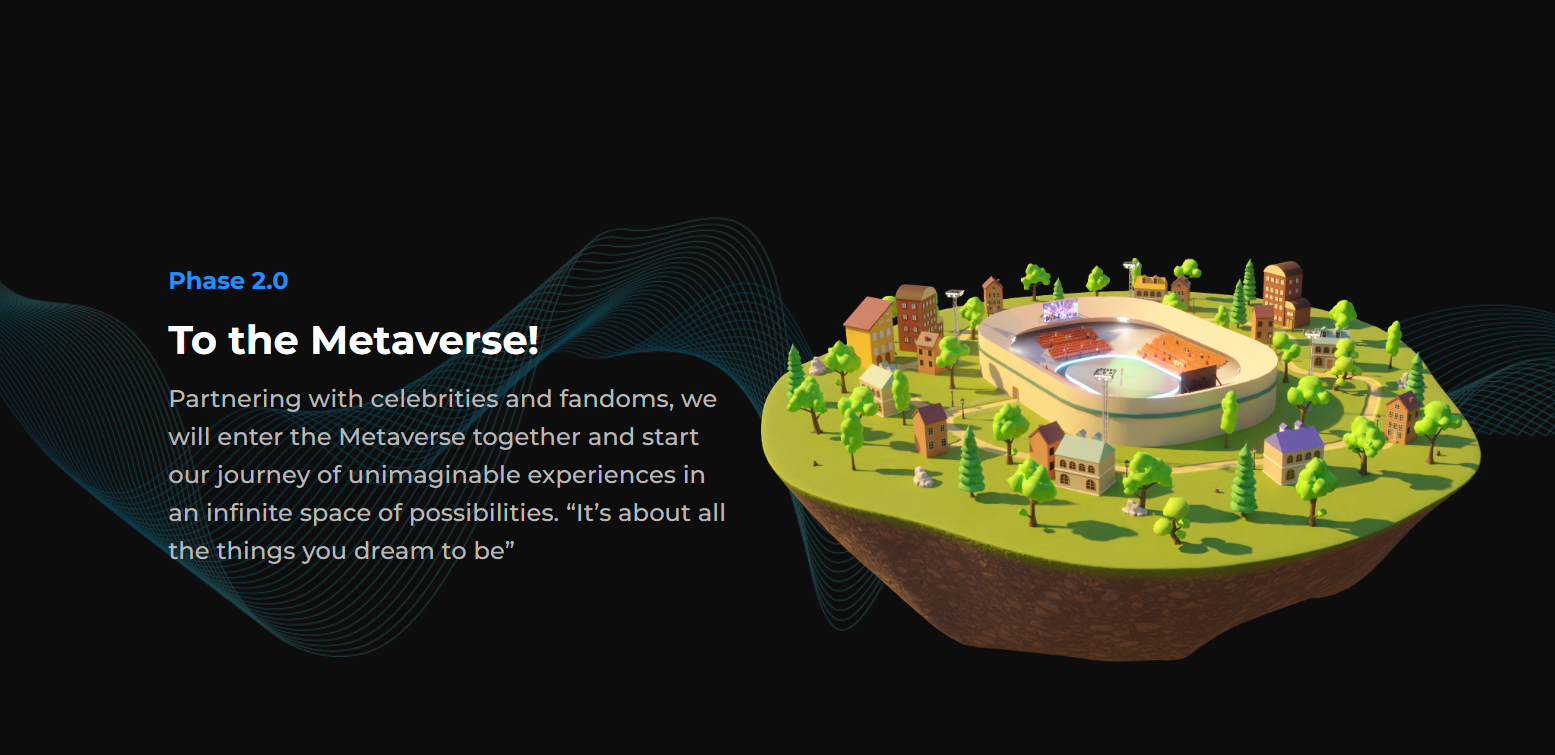 Phase 2.0
To the Metaverse!
Partnering with celebrities and fandoms, we
will enter the Metaverse together and start
our journey of unimaginable experiences in
an infinite space of possibilities. “It’s about all
the things you dream to be”